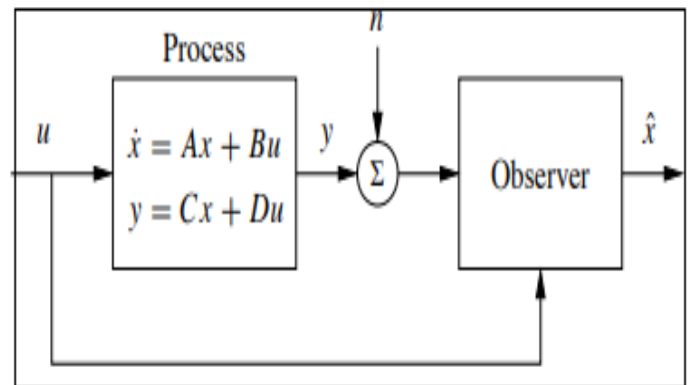 n
Process
u
ẋ = Ax + Bu
y = Cx + Du
y
Σ
Observer
x̂